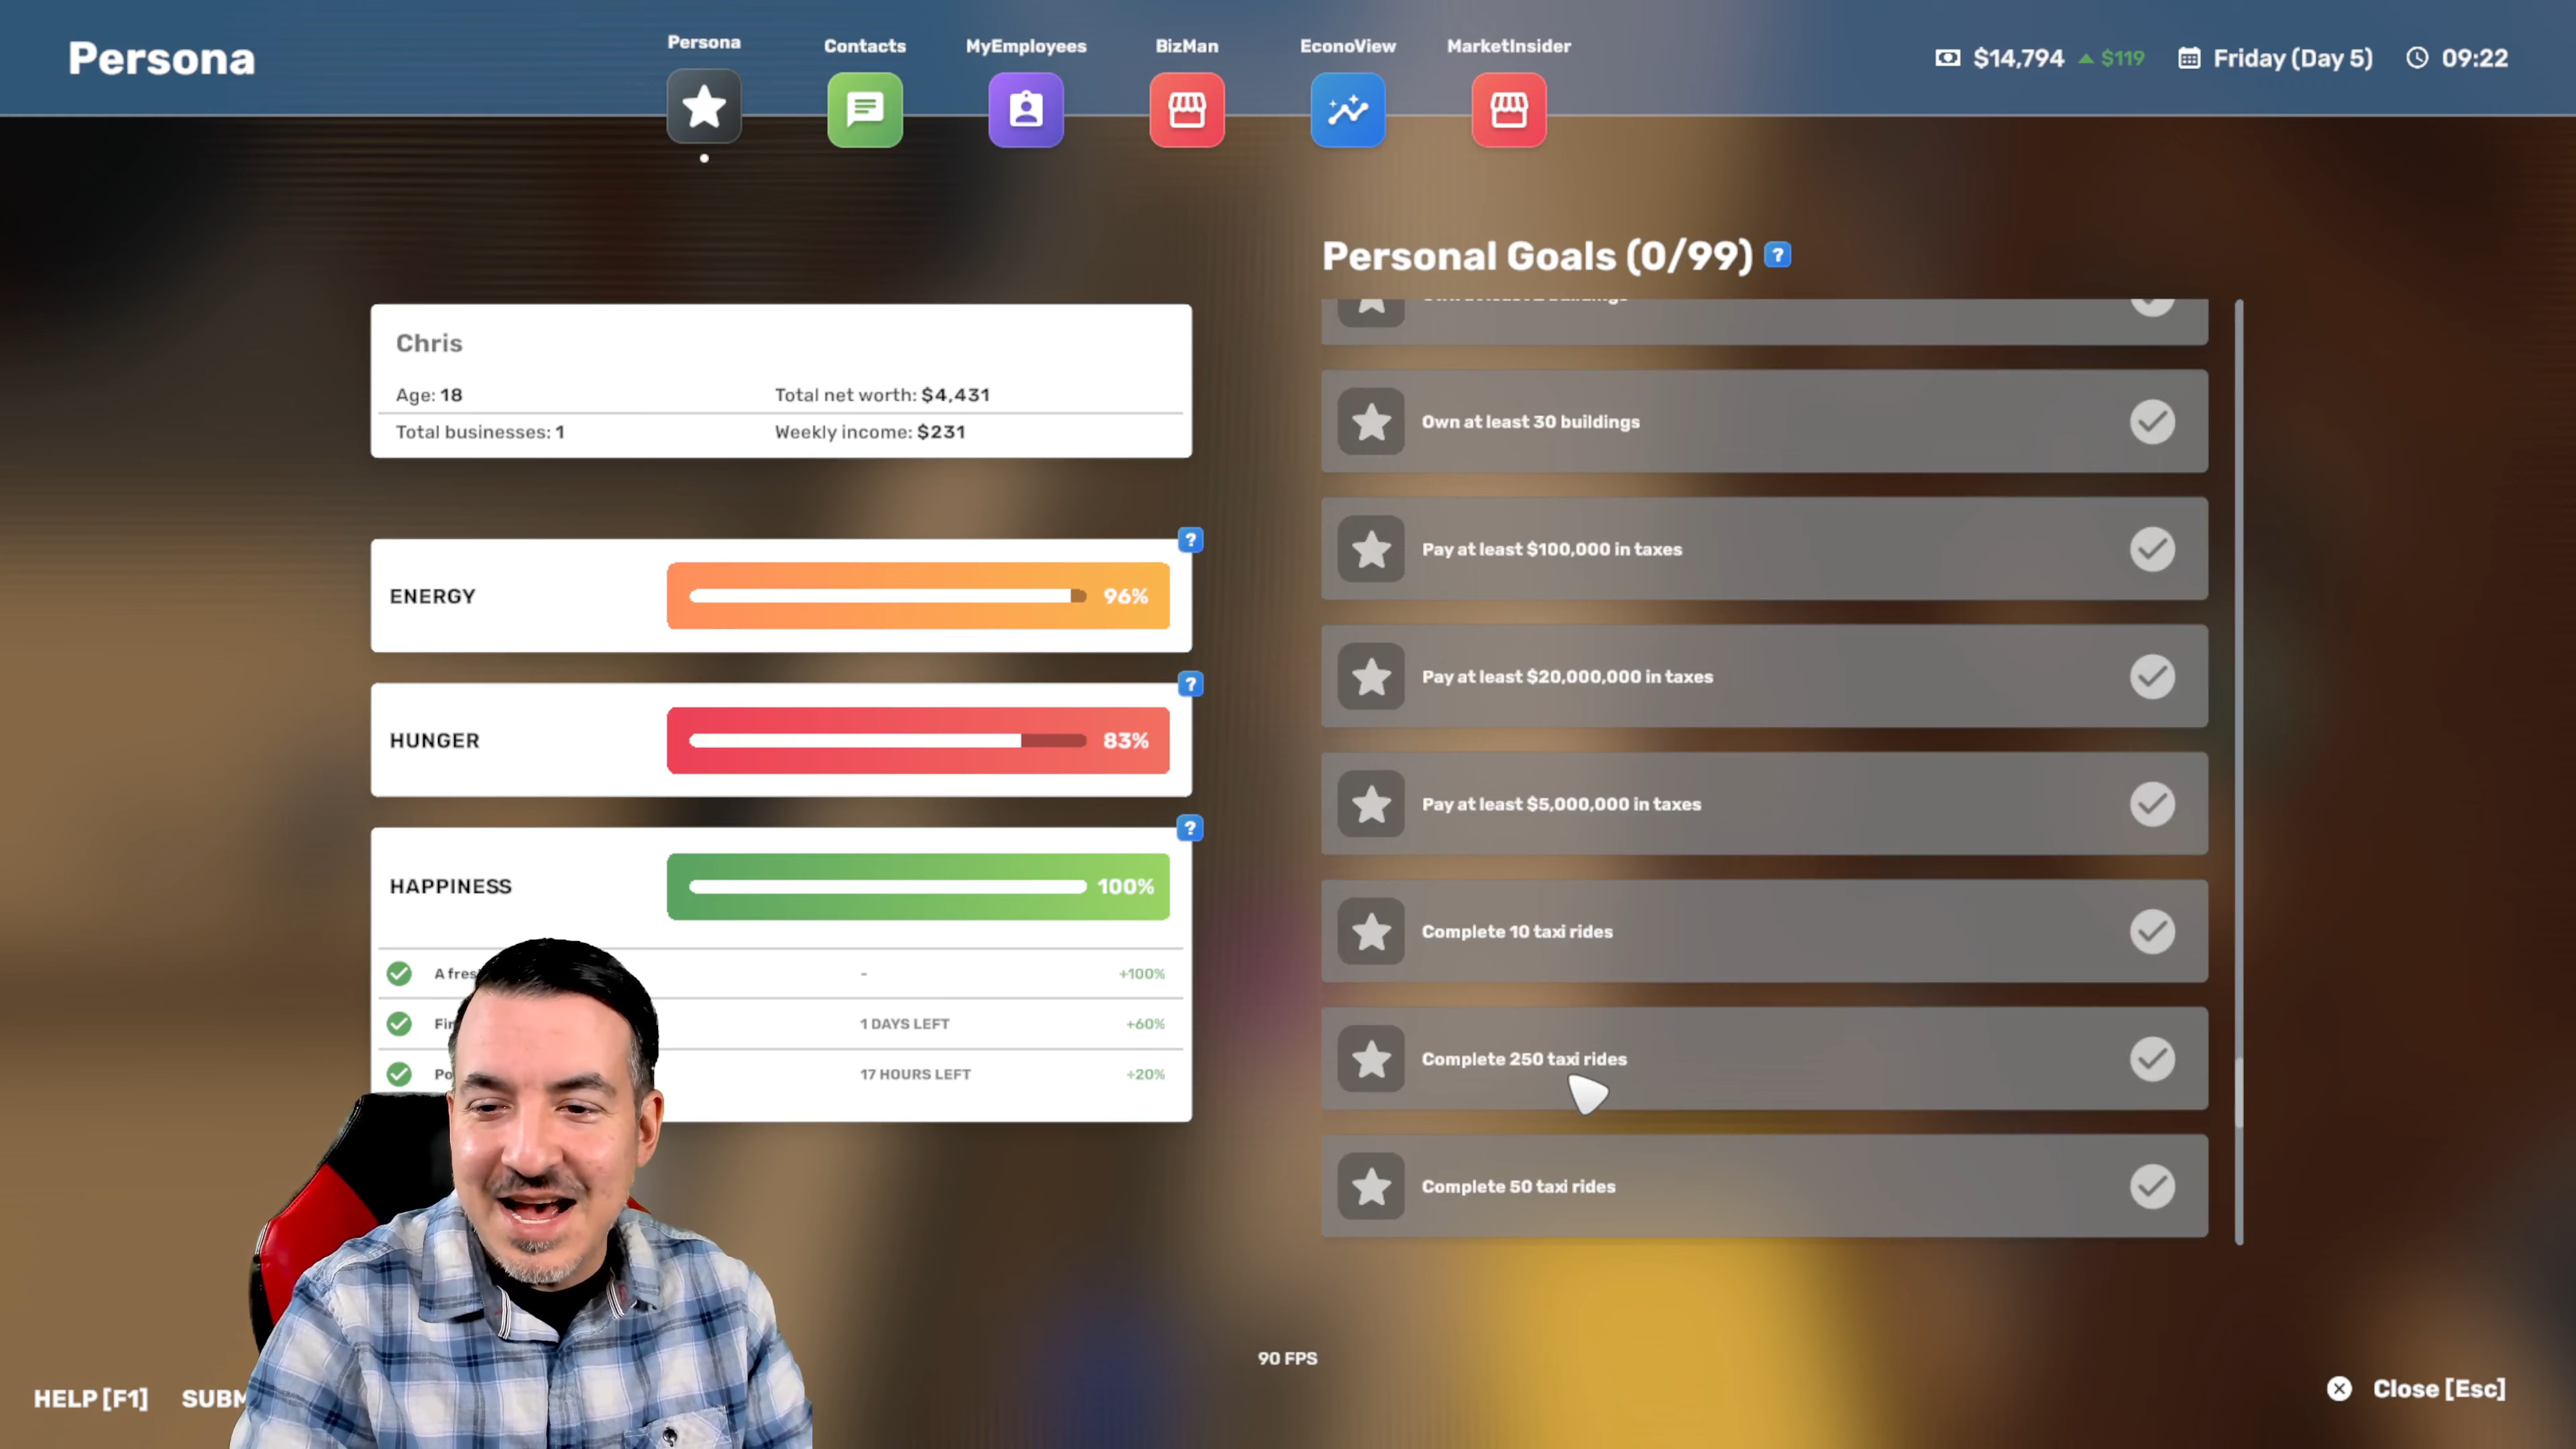 Persona
Persona
Contacts
MyEmployees
BizMan
EconoView
MarketInsider
$14,794
$119
Friday (Day 5)
09:22
Personal Goals (0/99) ?
Chris
Age: 18
Total net worth: $4,431
Total businesses: 1
Weekly income: $231
?
ENERGY
96%
?
HUNGER
83%
?
HAPPINESS
100%
-
+100%
1 DAYS LEFT
+60%
17 HOURS LEFT
+20%
Own at least 30 buildings
Pay at least $100,000 in taxes
Pay at least $20,000,000 in taxes
Pay at least $5,000,000 in taxes
Complete 10 taxi rides
Complete 250 taxi rides
Complete 50 taxi rides
90 FPS
HELP [F1]
Close [Esc]